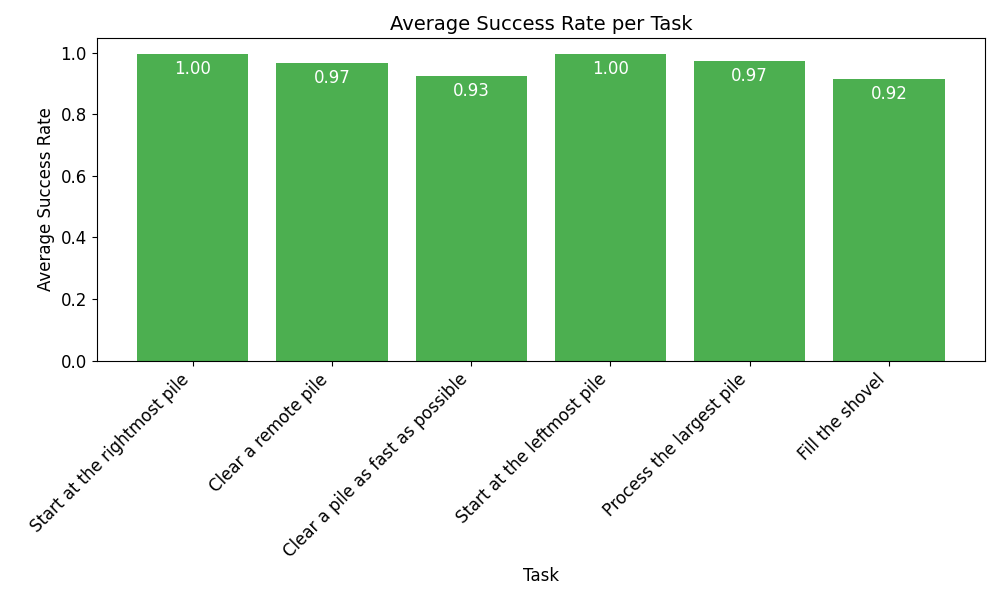 Average Success Rate per Task
Average Success Rate
1.0
0.8
0.6
0.4
0.2
0.0
1.00
0.97
0.93
1.00
0.97
0.92
Start at the rightmost pile
Clear a remote pile
Clear a pile as fast as possible
Start at the leftmost pile
Process the largest pile
Fill the shovel
Task